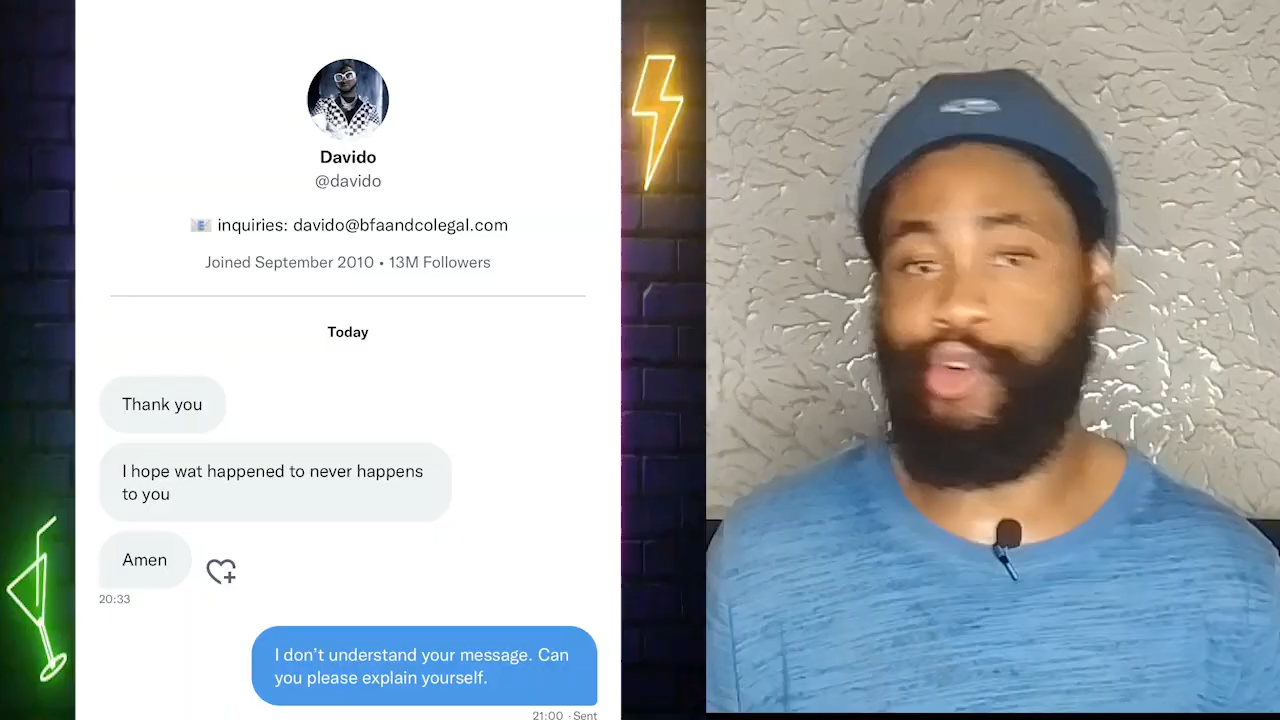 Davido
@davido
inquiries: davido@bfaandcolegal.com
Joined September 2010 • 13M Followers
Today
Thank you
I hope wat happened to never happens
to you
Amen
20:33
I don’t understand your message. Can
you please explain yourself.
21:00 · Sent